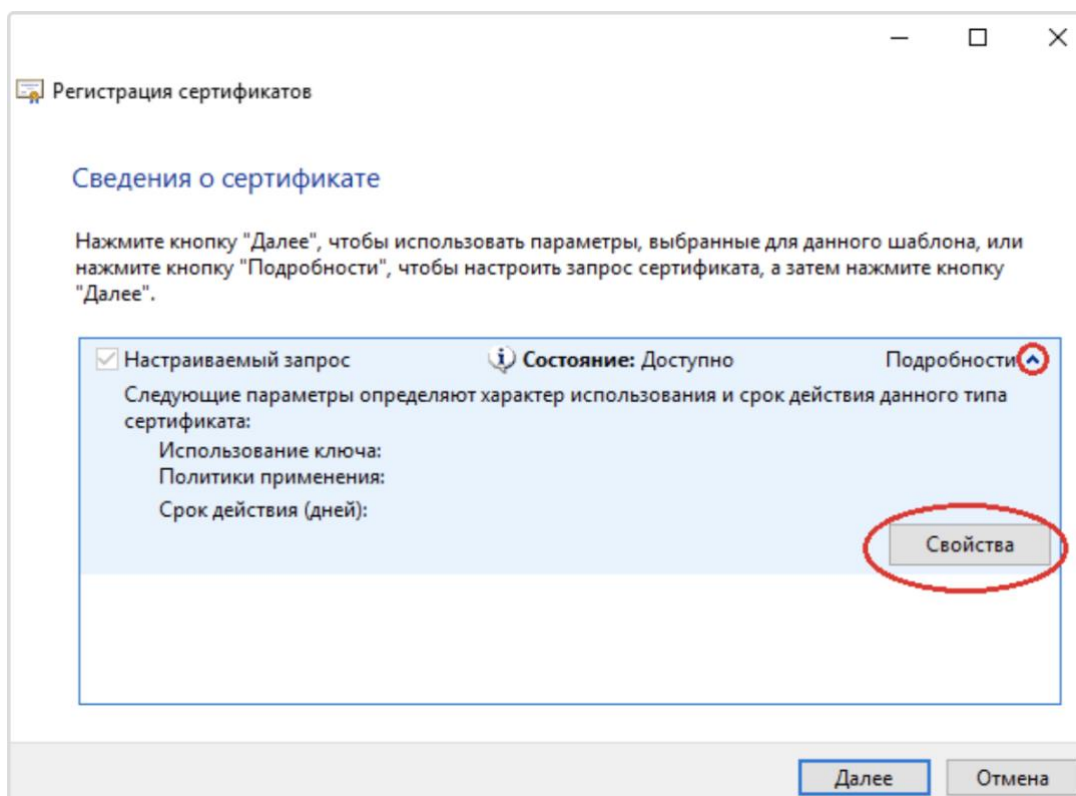 Регистрация сертификатов
Сведения о сертификате
Нажмите кнопку "Далее", чтобы использовать параметры, выбранные для данного шаблона, или
нажмите кнопку "Подробности", чтобы настроить запрос сертификата, а затем нажмите кнопку
"Далее".
Настраиваемый запрос Состояние: Доступно Подробности
Следующие параметры определяют характер использования и срок действия данного типа
сертификата:
Использование ключа:
Политики применения:
Срок действия (дней):
Свойства
Далее Отмена